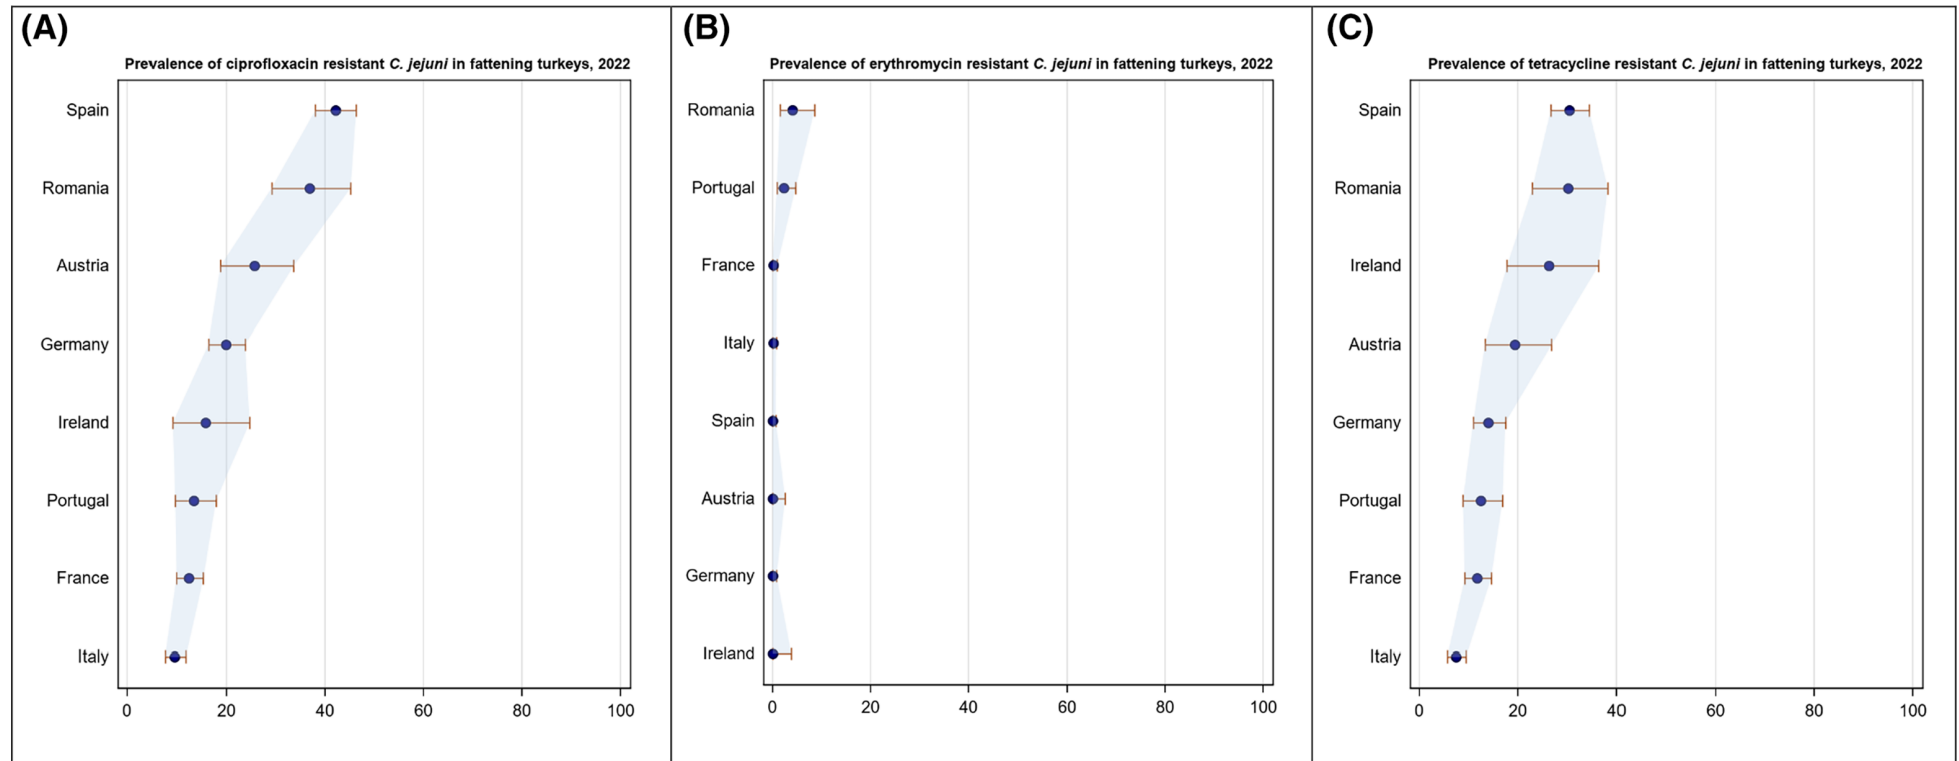 (A)
Prevalence of ciprofloxacin resistant C. jejuni in fattening turkeys, 2022
Spain
Romania
Austria
Germany
Ireland
Portugal
France
Italy
0 20 40 60 80 100
(B)
Prevalence of erythromycin resistant C. jejuni in fattening turkeys, 2022
Romania
Portugal
France
Italy
Spain
Austria
Germany
Ireland
0 20 40 60 80 100
(C)
Prevalence of tetracycline resistant C. jejuni in fattening turkeys, 2022
Spain
Romania
Ireland
Austria
Germany
Portugal
France
Italy
0 20 40 60 80 100